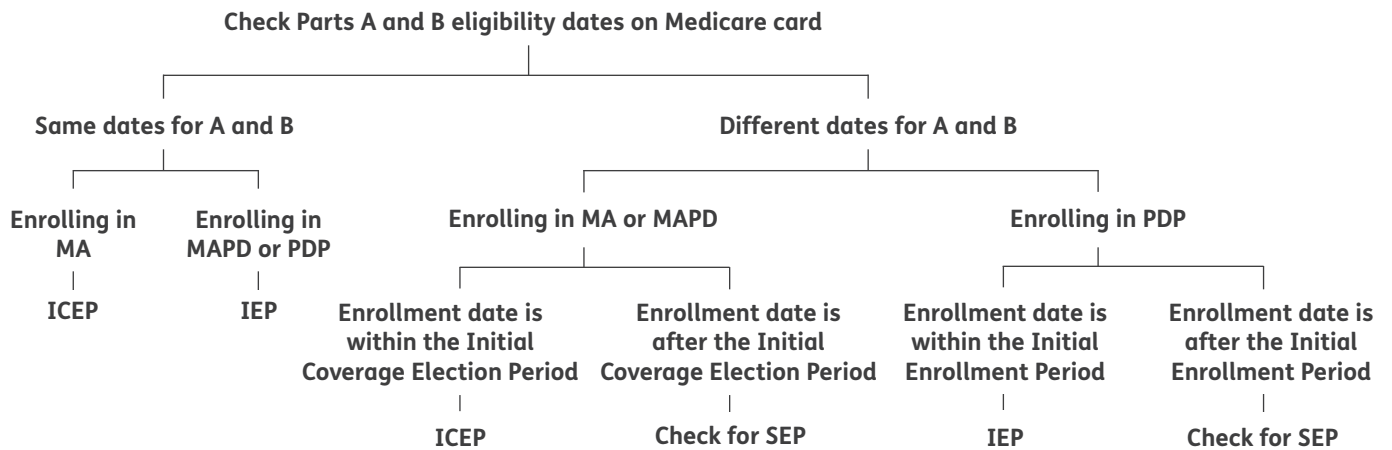 Check Parts A and B eligibility dates on Medicare card
Same dates for A and B
Different dates for A and B
Enrolling in
MA
Enrolling in
MAPD or PDP
Enrolling in MA or MAPD
Enrolling in PDP
ICEP
IEP
Enrollment date is
within the Initial
Coverage Election Period
Enrollment date is
after the Initial
Coverage Election Period
Enrollment date is
within the Initial
Enrollment Period
Enrollment date is
after the Initial
Enrollment Period
ICEP
Check for SEP
IEP
Check for SEP